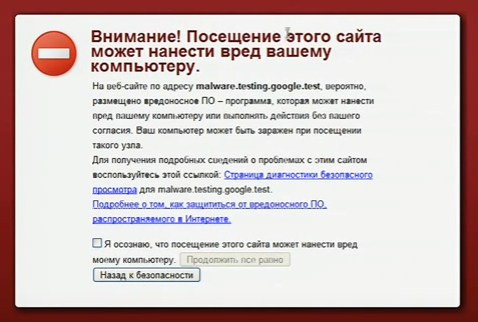 Внимание! Посещение этого сайта
может нанести вред вашему
компьютеру.
На веб-сайте по адресу malware.testing.google.test, вероятно,
размещено вредоносное ПО – программа, которая может нанести
вред вашему компьютеру или выполнять действия без вашего
согласия. Ваш компьютер может быть заражен при посещении
такого узла.
Для получения подробных сведений о проблемах с этим сайтом
воспользуйтесь этой ссылкой: Страница диагностики безопасного
просмотра для malware.testing.google.test.
Подробнее о том, как защититься от вредоносного ПО,
распространяемого в Интернете.
Я осознаю, что посещение этого сайта может нанести вред
моему компьютеру. Продолжить все равно
Назад к безопасности